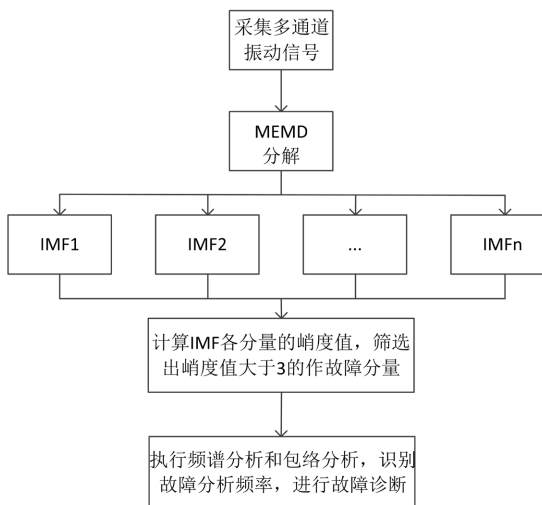 采集多通道
振动信号
MEMD
分解
IMF1
IMF2
...
IMFn
计算IMF各分量的峭度值，筛选
出峭度值大于3的作故障分量
执行频谱分析和包络分析，识别
故障分析频率，进行故障诊断